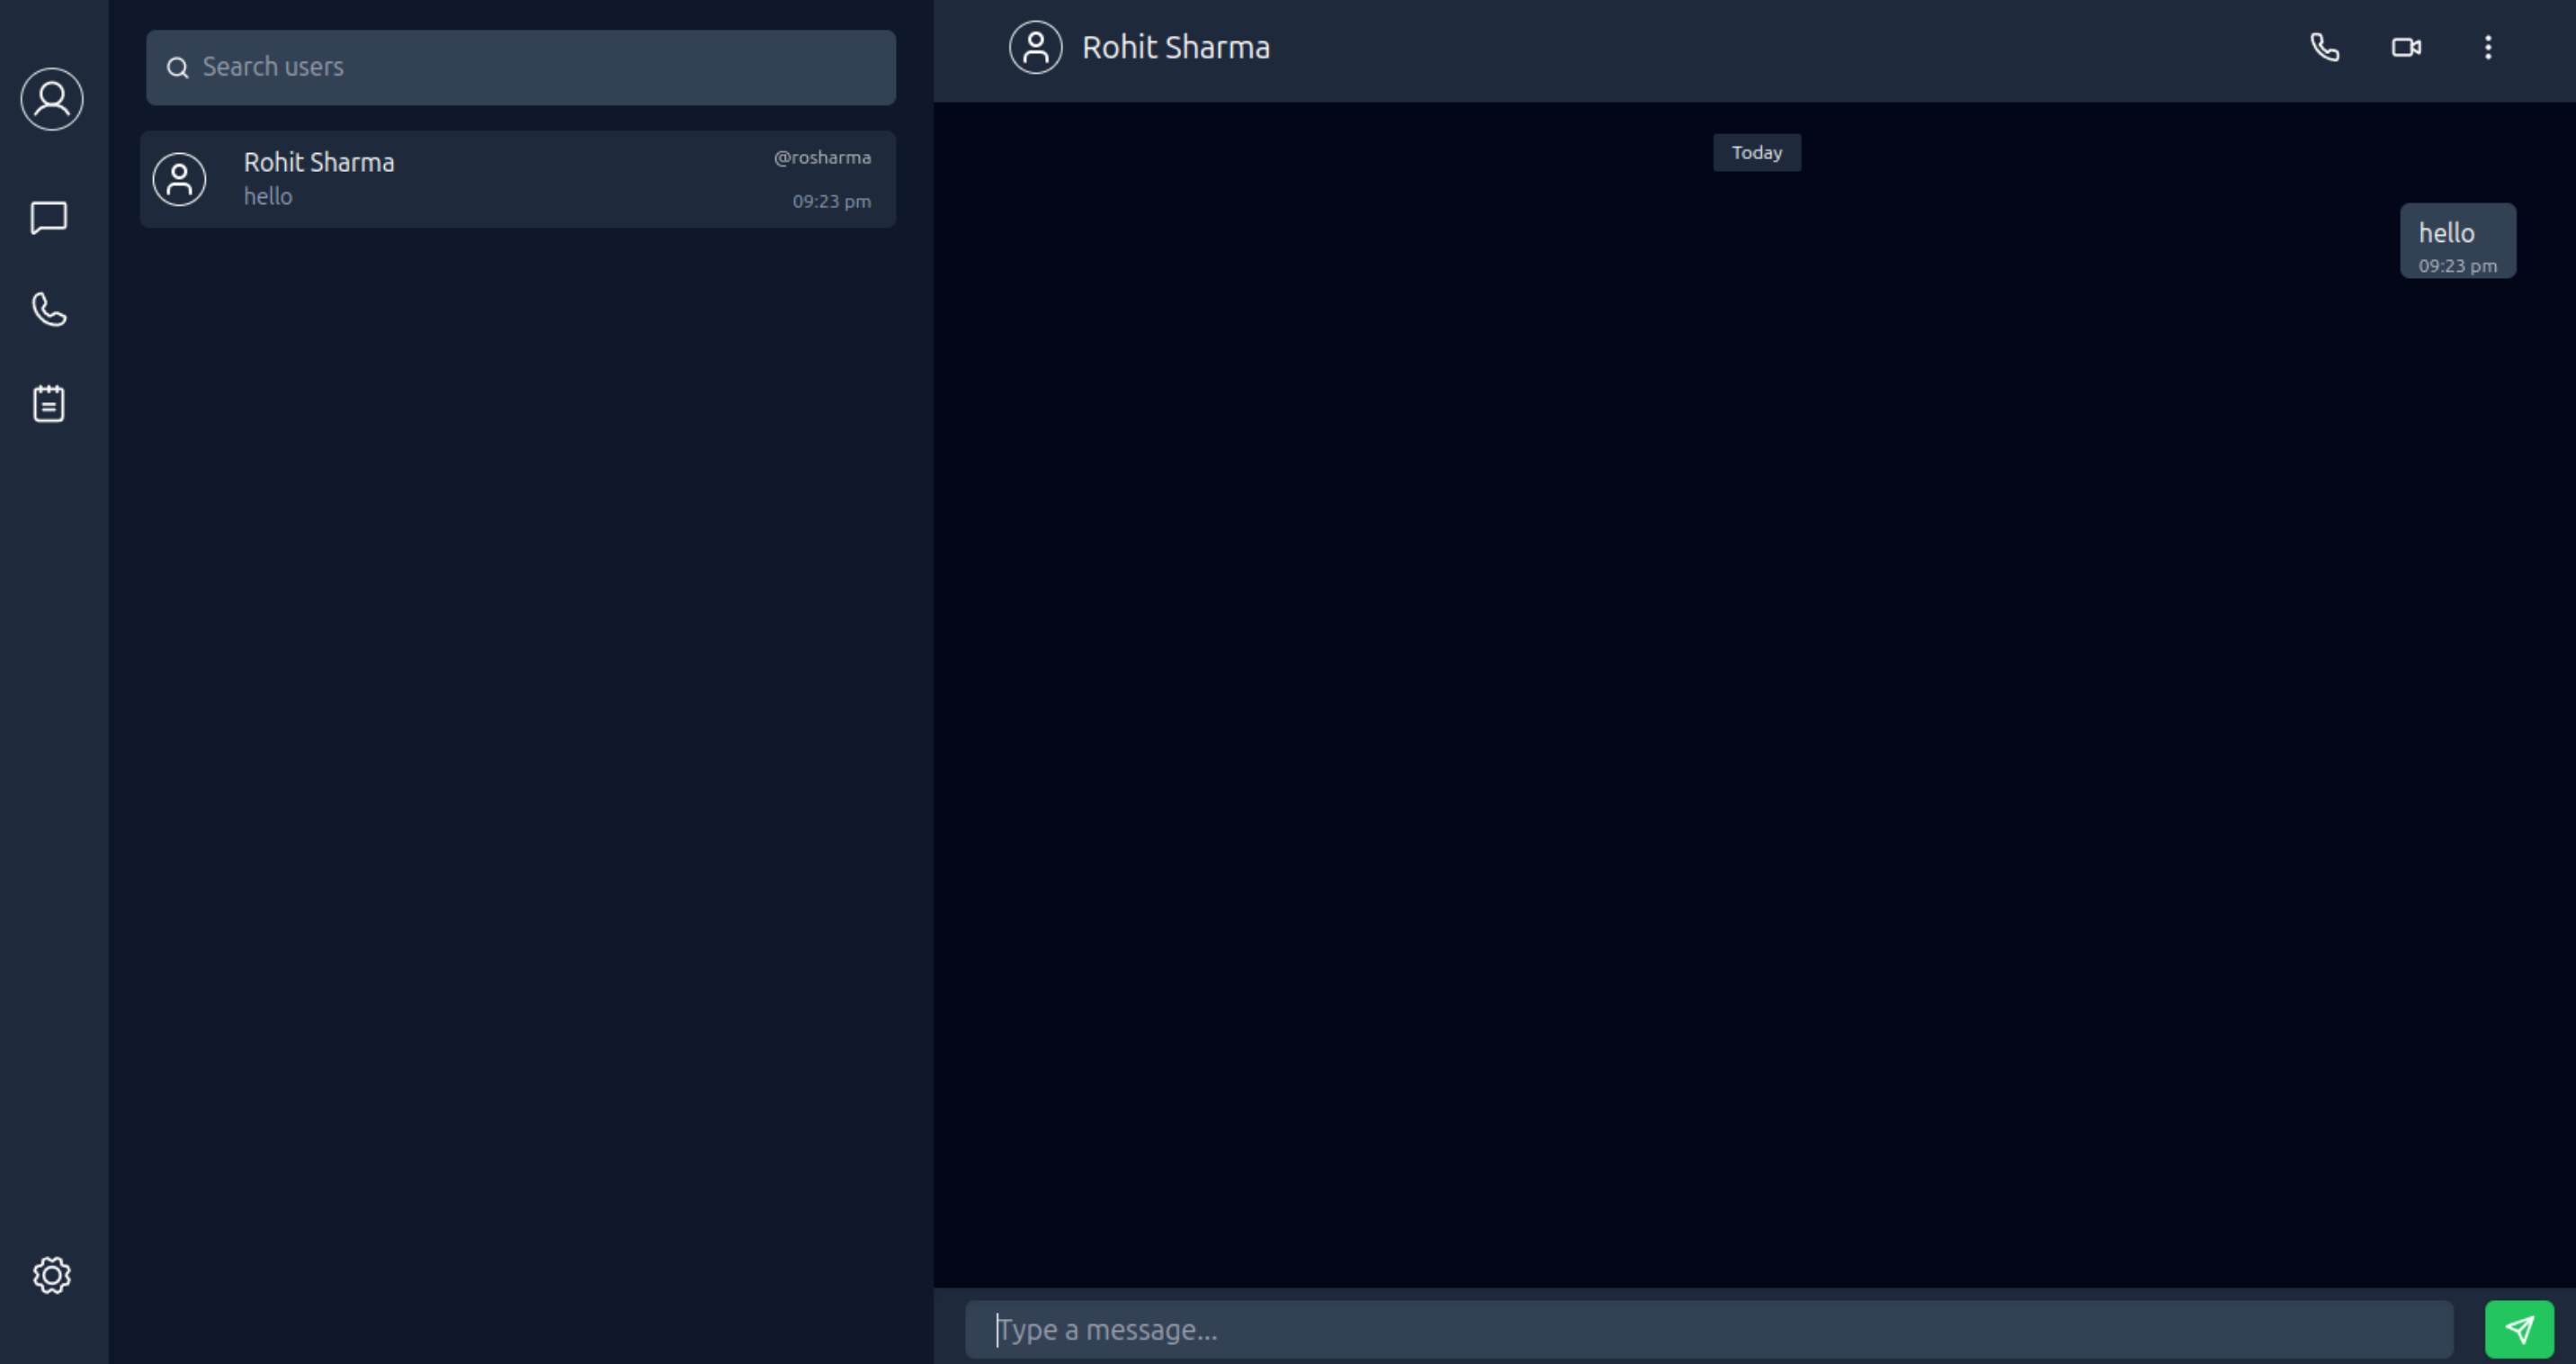 Search users
Rohit Sharma
@rosharma
hello
09:23 pm
Rohit Sharma
Today
hello
09:23 pm
Type a message...